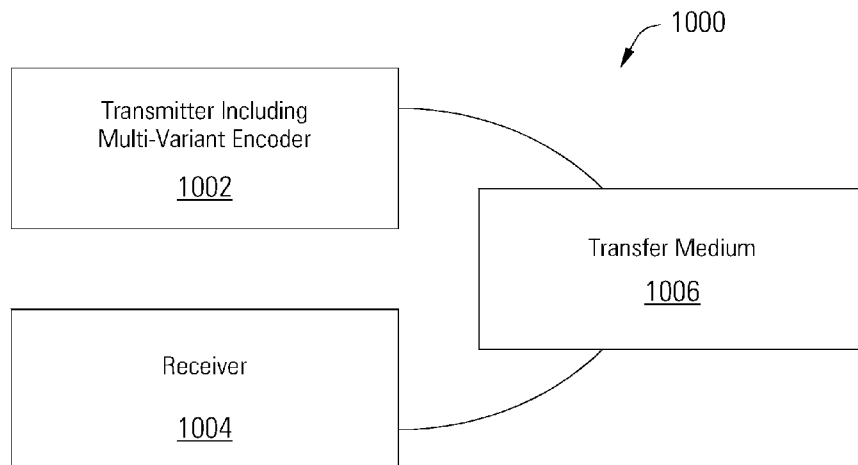 1000
Transmitter Including
Multi-Variant Encoder
1002
Transfer Medium
1006
Receiver
1004